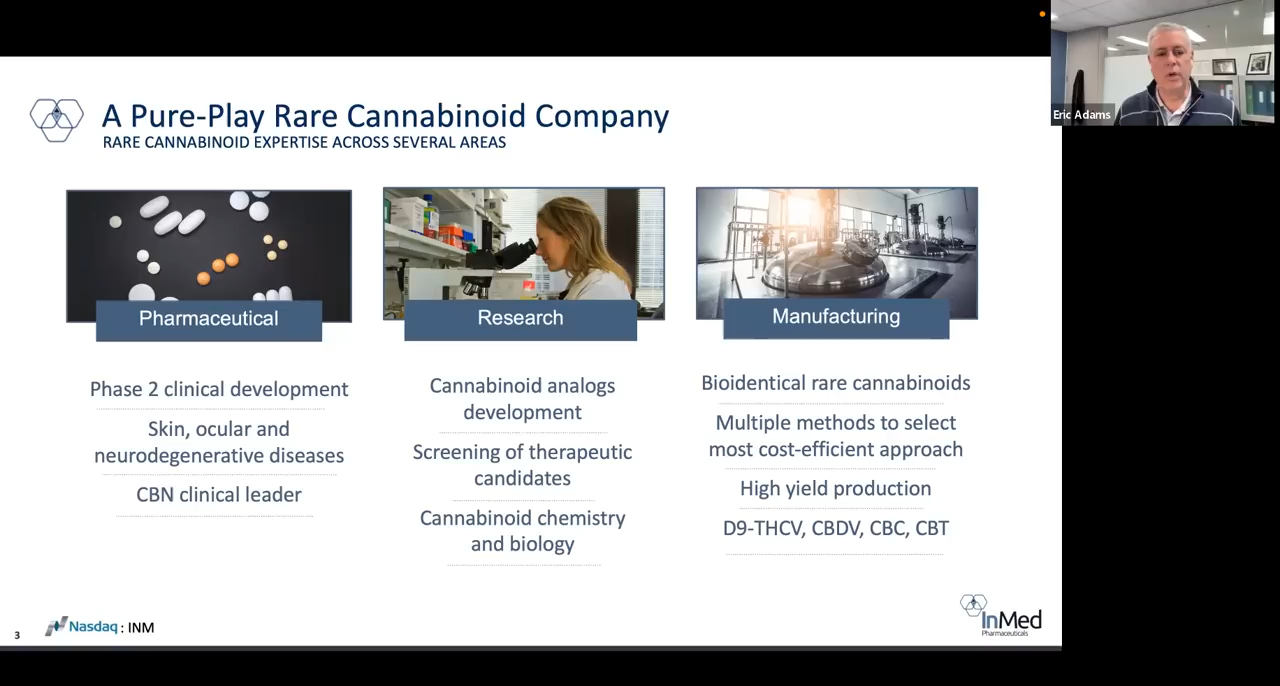 Eric Adams
A Pure-Play Rare Cannabinoid Company
RARE CANNABINOID EXPERTISE ACROSS SEVERAL AREAS
Pharmaceutical
Phase 2 clinical development
Skin, ocular and
neurodegenerative diseases
CBN clinical leader
Research
Cannabinoid analogs
development
Screening of therapeutic
candidates
Cannabinoid chemistry
and biology
Manufacturing
Bioidentical rare cannabinoids
Multiple methods to select
most cost-efficient approach
High yield production
D9-THCV, CBDV, CBC, CBT
3
Nasdaq : INM
InMed
Pharmaceuticals